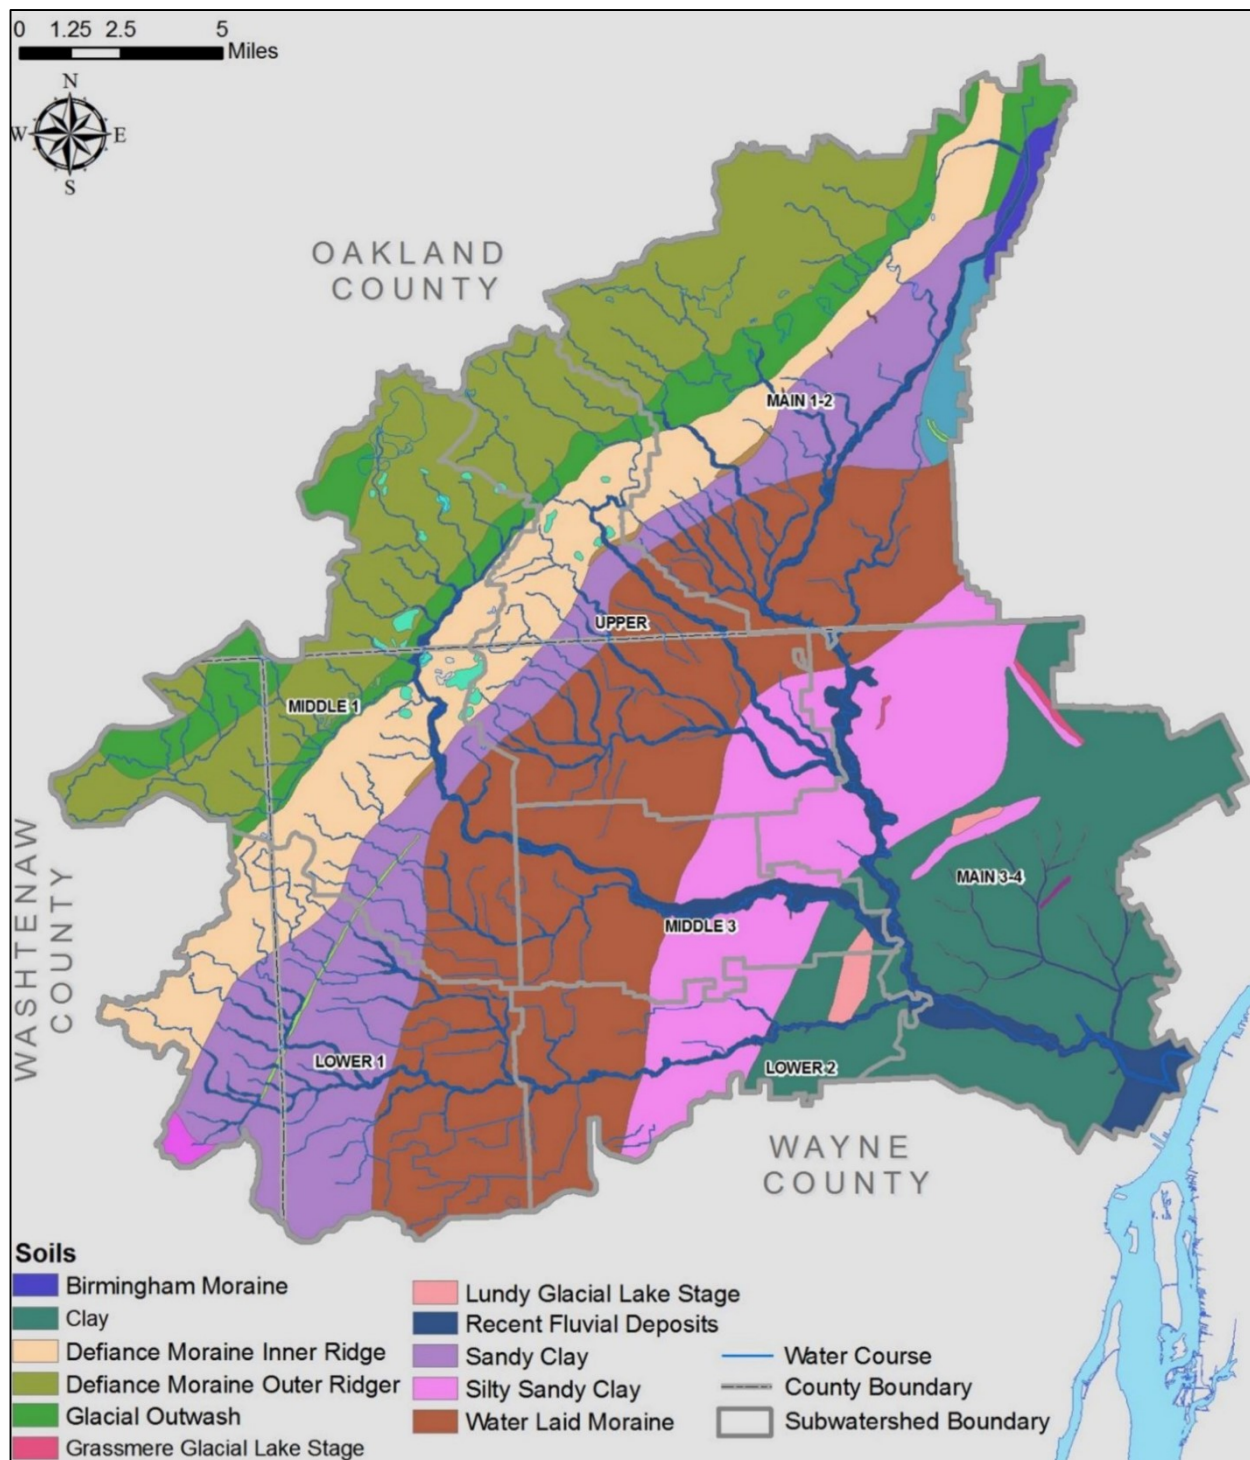 0 1.25 2.5 5
Miles
N
W E
S
OAKLAND
COUNTY
MAIN 1-2
UPPER
MIDDLE 1
WASHTENAW
COUNTY
MAIN 3-4
MIDDLE 3
LOWER 1
LOWER 2
WAYNE
COUNTY
Soils
Birmingham Moraine
Clay
Defiance Moraine Inner Ridge
Defiance Moraine Outer Ridger
Glacial Outwash
Grassmere Glacial Lake Stage
Lundy Glacial Lake Stage
Recent Fluvial Deposits
Sandy Clay
Silty Sandy Clay
Water Laid Moraine
Water Course
County Boundary
Subwatershed Boundary